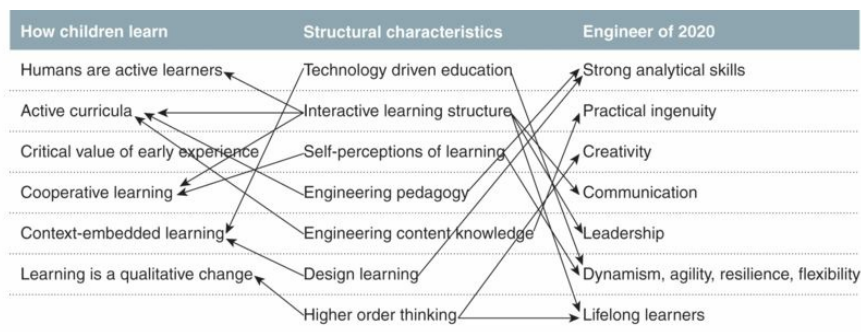 How children learn Structural characteristics Engineer of 2020
Humans are active learners Technology driven education Strong analytical skills
Active curricula Interactive learning structure Practical ingenuity
Critical value of early experience Self-perceptions of learning Creativity
Cooperative learning Engineering pedagogy Communication
Context-embedded learning Engineering content knowledge Leadership
Learning is a qualitative change Design learning Dynamism, agility, resilience, flexibility
Higher order thinking Lifelong learners